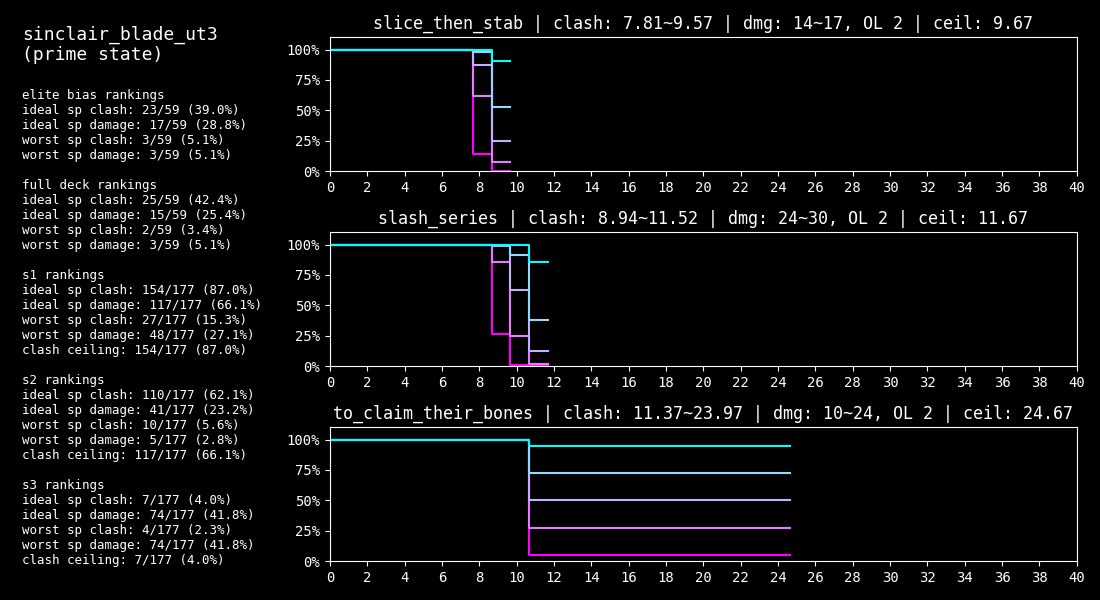 sinclair_blade_ut3
(prime state)
elite bias rankings
ideal sp clash: 23/59 (39.0%)
ideal sp damage: 17/59 (28.8%)
worst sp clash: 3/59 (5.1%)
worst sp damage: 3/59 (5.1%)
full deck rankings
ideal sp clash: 25/59 (42.4%)
ideal sp damage: 15/59 (25.4%)
worst sp clash: 2/59 (3.4%)
worst sp damage: 3/59 (5.1%)
s1 rankings
ideal sp clash: 154/177 (87.0%)
ideal sp damage: 117/177 (66.1%)
worst sp clash: 27/177 (15.3%)
worst sp damage: 48/177 (27.1%)
clash ceiling: 154/177 (87.0%)
s2 rankings
ideal sp clash: 110/177 (62.1%)
ideal sp damage: 41/177 (23.2%)
worst sp clash: 10/177 (5.6%)
worst sp damage: 5/177 (2.8%)
clash ceiling: 117/177 (66.1%)
s3 rankings
ideal sp clash: 7/177 (4.0%)
ideal sp damage: 74/177 (41.8%)
worst sp clash: 4/177 (2.3%)
worst sp damage: 74/177 (41.8%)
clash ceiling: 7/177 (4.0%)
slice_then_stab | clash: 7.81~9.57 | dmg: 14~17, OL 2 | ceil: 9.67
100%
75%
50%
25%
0%
0 2 4 6 8 10 12 14 16 18 20 22 24 26 28 30 32 34 36 38 40
slash_series | clash: 8.94~11.52 | dmg: 24~30, OL 2 | ceil: 11.67
100%
75%
50%
25%
0%
0 2 4 6 8 10 12 14 16 18 20 22 24 26 28 30 32 34 36 38 40
to_claim_their_bones | clash: 11.37~23.97 | dmg: 10~24, OL 2 | ceil: 24.67
100%
75%
50%
25%
0%
0 2 4 6 8 10 12 14 16 18 20 22 24 26 28 30 32 34 36 38 40